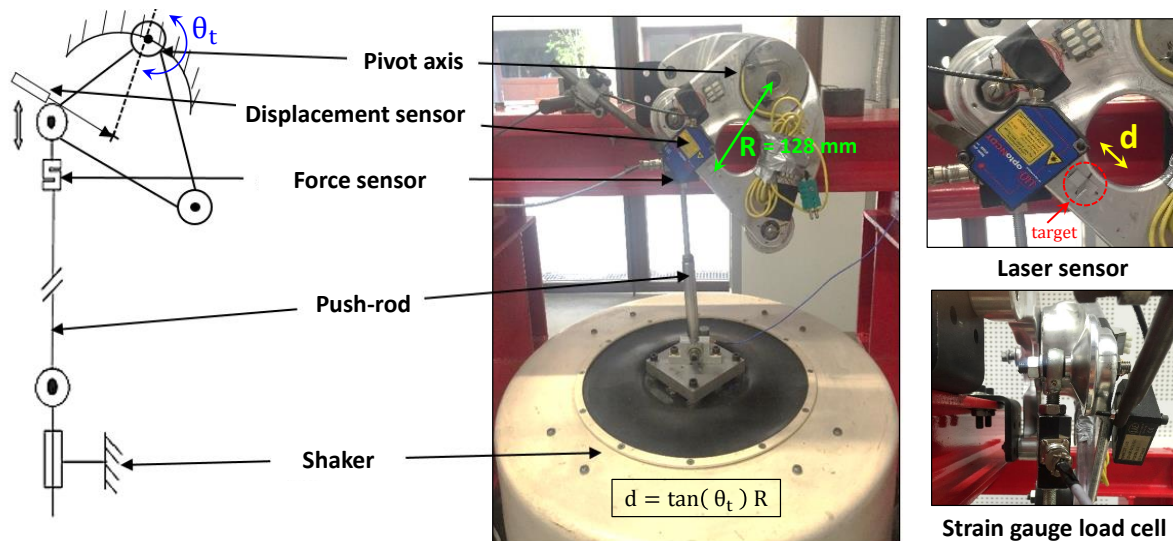 θt
Pivot axis
Displacement sensor
Force sensor
Push-rod
Shaker
R = 128 mm
d = tan( θt ) R
optoNCDT
d
target
Laser sensor
Strain gauge load cell